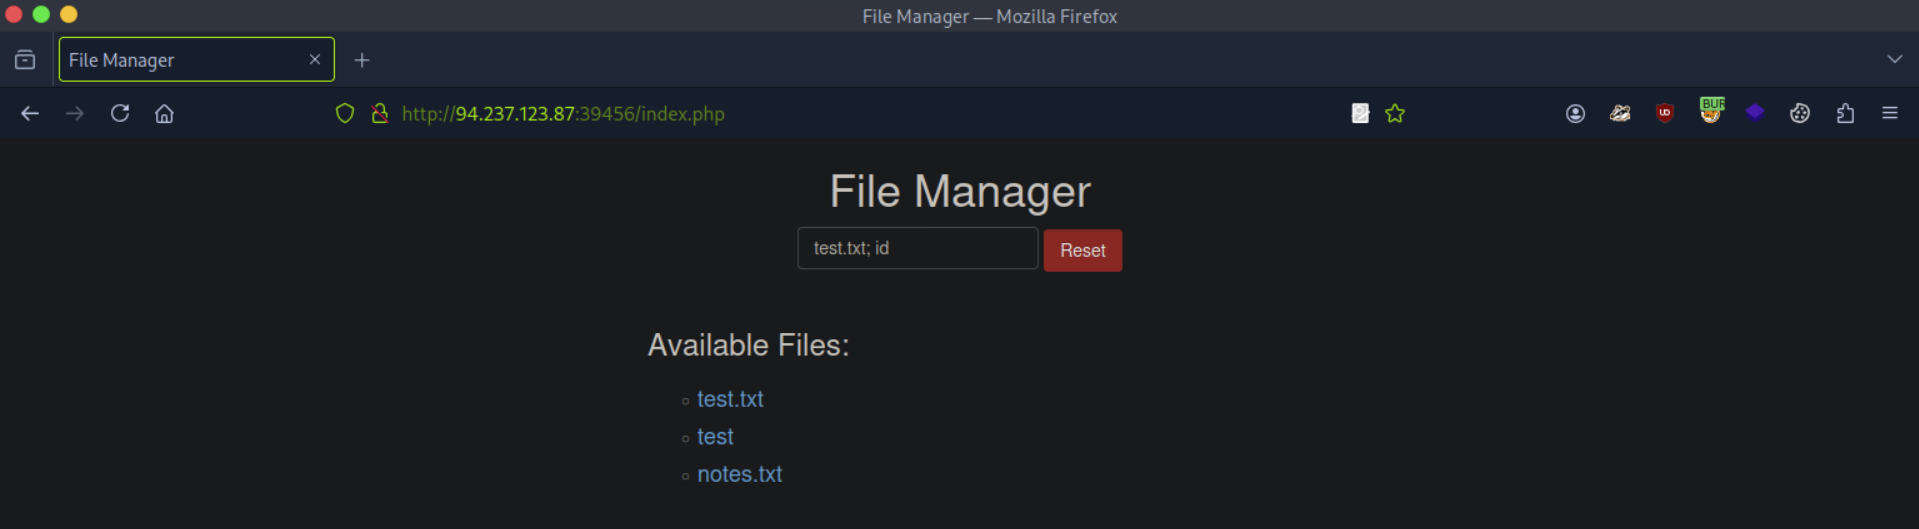 File Manager — Mozilla Firefox
File Manager
http://94.237.123.87:39456/index.php
BUR
File Manager
test.txt; id
Reset
Available Files:
test.txt
test
notes.txt